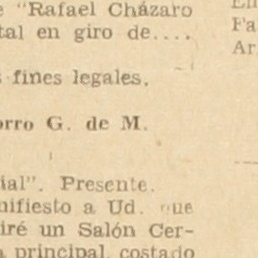 "Rafael Cházaro
tal en giro de....
fines legales.
orro G. de M.
ial". Presente.
nifiesto a Ud. que
iré un Salón Cer-
a principal, costado
En
Fa
Ar